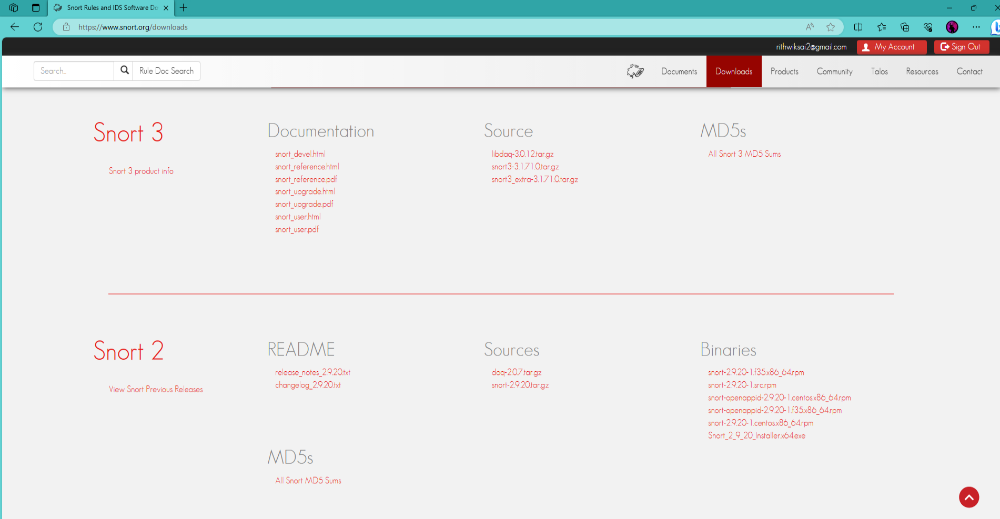 Snort Rules and IDS Software Do
https://www.snort.org/downloads
rithwiksai2@gmail.com
My Account
Sign Out
Search...
Rule Doc Search
Documents
Downloads
Products
Community
Talos
Resources
Contact
Snort 3
Snort 3 product info
Documentation
snort_devel.html
snort_reference.html
snort_reference.pdf
snort_upgrade.html
snort_upgrade.pdf
snort_user.html
snort_user.pdf
Source
libdaq-3.0.12.tar.gz
snort3-3.1.71.0.tar.gz
snort3_extra-3.1.71.0.tar.gz
MD5s
All Snort 3 MD5 Sums
Snort 2
View Snort Previous Releases
README
release_notes_2.9.20.txt
changelog_2.9.20.txt
Sources
daq-2.0.7.tar.gz
snort-2.9.20.tar.gz
Binaries
snort-2.9.20-1.f35.x86_64.rpm
snort-2.9.20-1.src.rpm
snort-openappid-2.9.20-1.centos.x86_64.rpm
snort-openappid-2.9.20-1.f35.x86_64.rpm
snort-2.9.20-1.centos.x86_64.rpm
Snort_2_9_20_Installer.x64.exe
MD5s
All Snort MD5 Sums